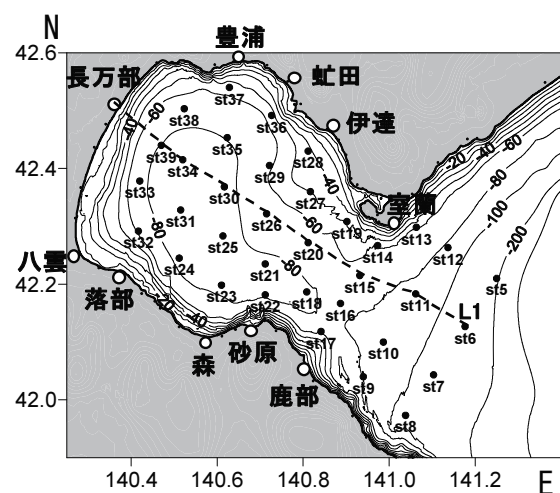 N
42.6
42.4
42.2
42.0
140.4
140.6
140.8
141.0
141.2
E
豊浦
長万部
虻田
伊達
室蘭
八雲
落部
森
砂原
鹿部
L1
st37
st38
st36
st35
st39
st34
st28
st29
st33
st30
st27
st31
st26
st19
st13
st32
st25
st20
st14
st12
st24
st21
st15
st5
st23
st22
st18
st16
st11
st6
st17
st10
st9
st7
st8
-60
-40
-40
-60
-80
-80
-20
-40
-20
-40
-60
-80
-100
-200